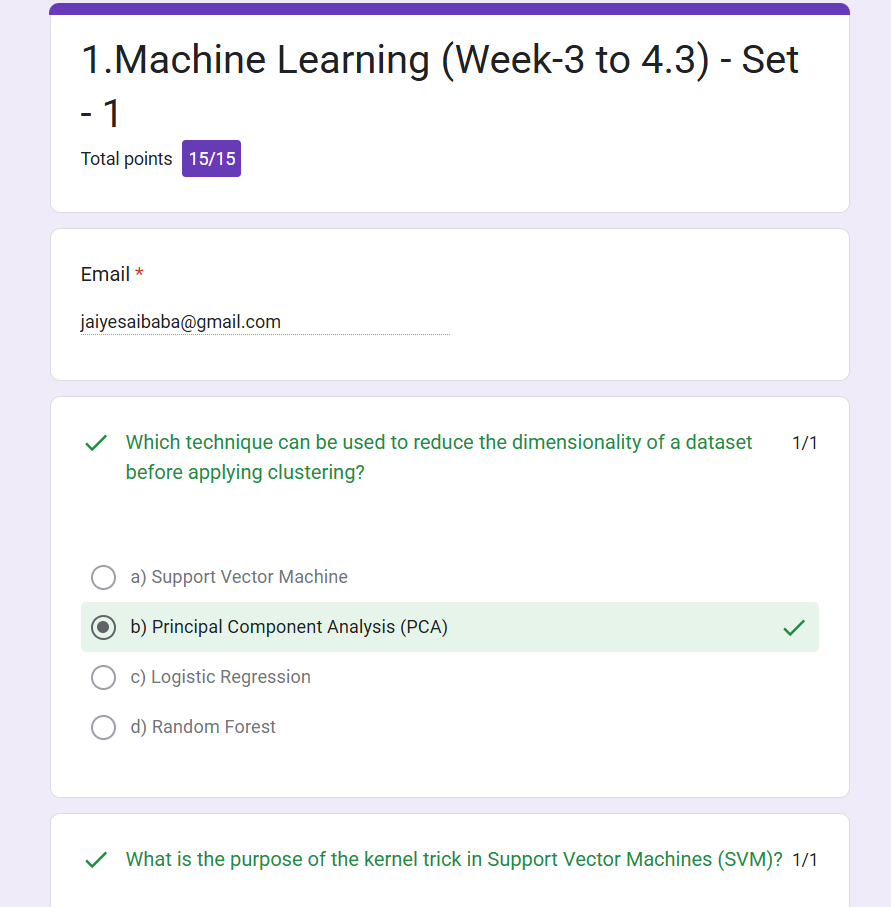 1.Machine Learning (Week-3 to 4.3) - Set
- 1
Total points 15/15
Email *
jaiyesaibaba@gmail.com
Which technique can be used to reduce the dimensionality of a dataset 1/1
before applying clustering?
a) Support Vector Machine
b) Principal Component Analysis (PCA)
c) Logistic Regression
d) Random Forest
What is the purpose of the kernel trick in Support Vector Machines (SVM)? 1/1